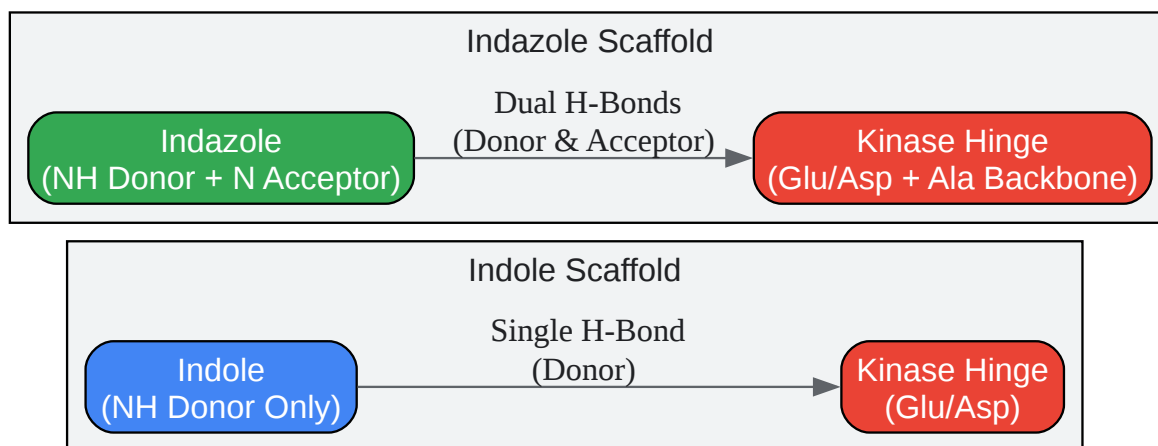 Indazole Scaffold
Dual H-Bonds
(Donor & Acceptor)
Indazole
(NH Donor + N Acceptor)
Kinase Hinge
(Glu/Asp + Ala Backbone)
Indole Scaffold
Single H-Bond
(Donor)
Indole
(NH Donor Only)
Kinase Hinge
(Glu/Asp)